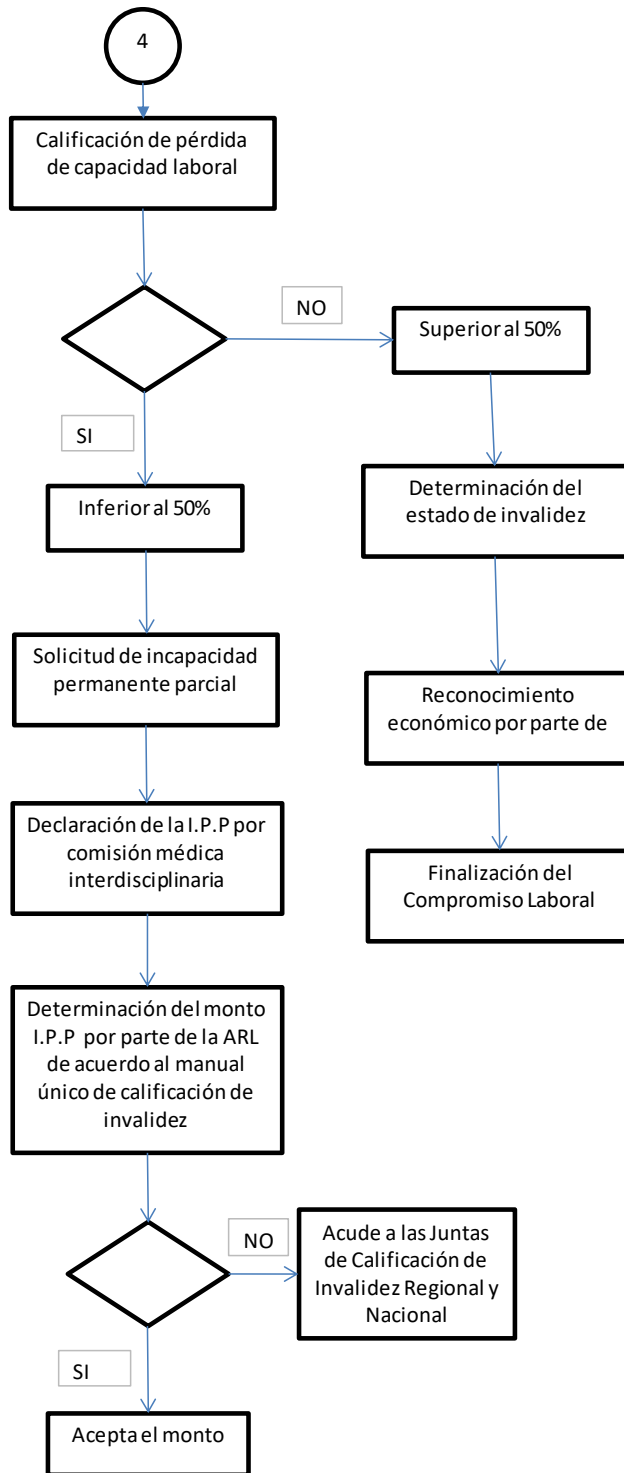 4
Calificación de pérdida
de capacidad laboral
NO
Superior al 50%
SI
Inferior al 50%
Determinación del
estado de invalidez
Solicitud de incapacidad
permanente parcial
Reconocimiento
económico por parte de
Declaración de la I.P.P por
comisión médica
interdisciplinaria
Finalización del
Compromiso Laboral
Determinación del monto
I.P.P por parte de la ARL
de acuerdo al manual
único de calificación de
invalidez
NO
Acude a las Juntas
de Calificación de
Invalidez Regional y
Nacional
SI
Acepta el monto